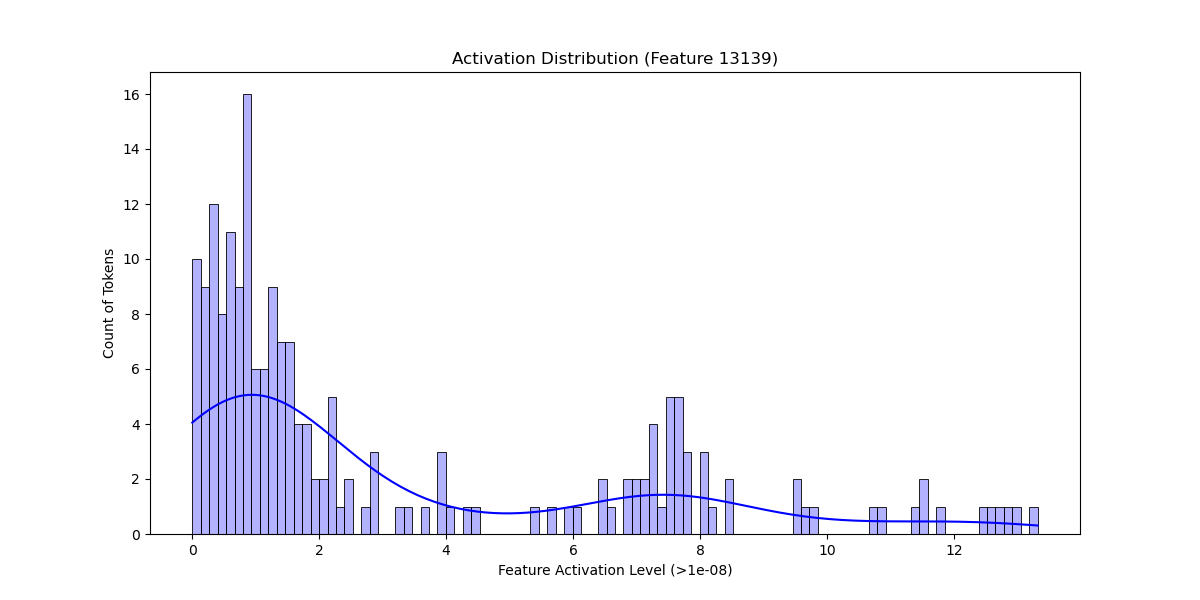 Activation Distribution (Feature 13139)
16
14
12
10
8
6
4
2
0
Count of Tokens
0 2 4 6 8 10 12
Feature Activation Level (>1e-08)